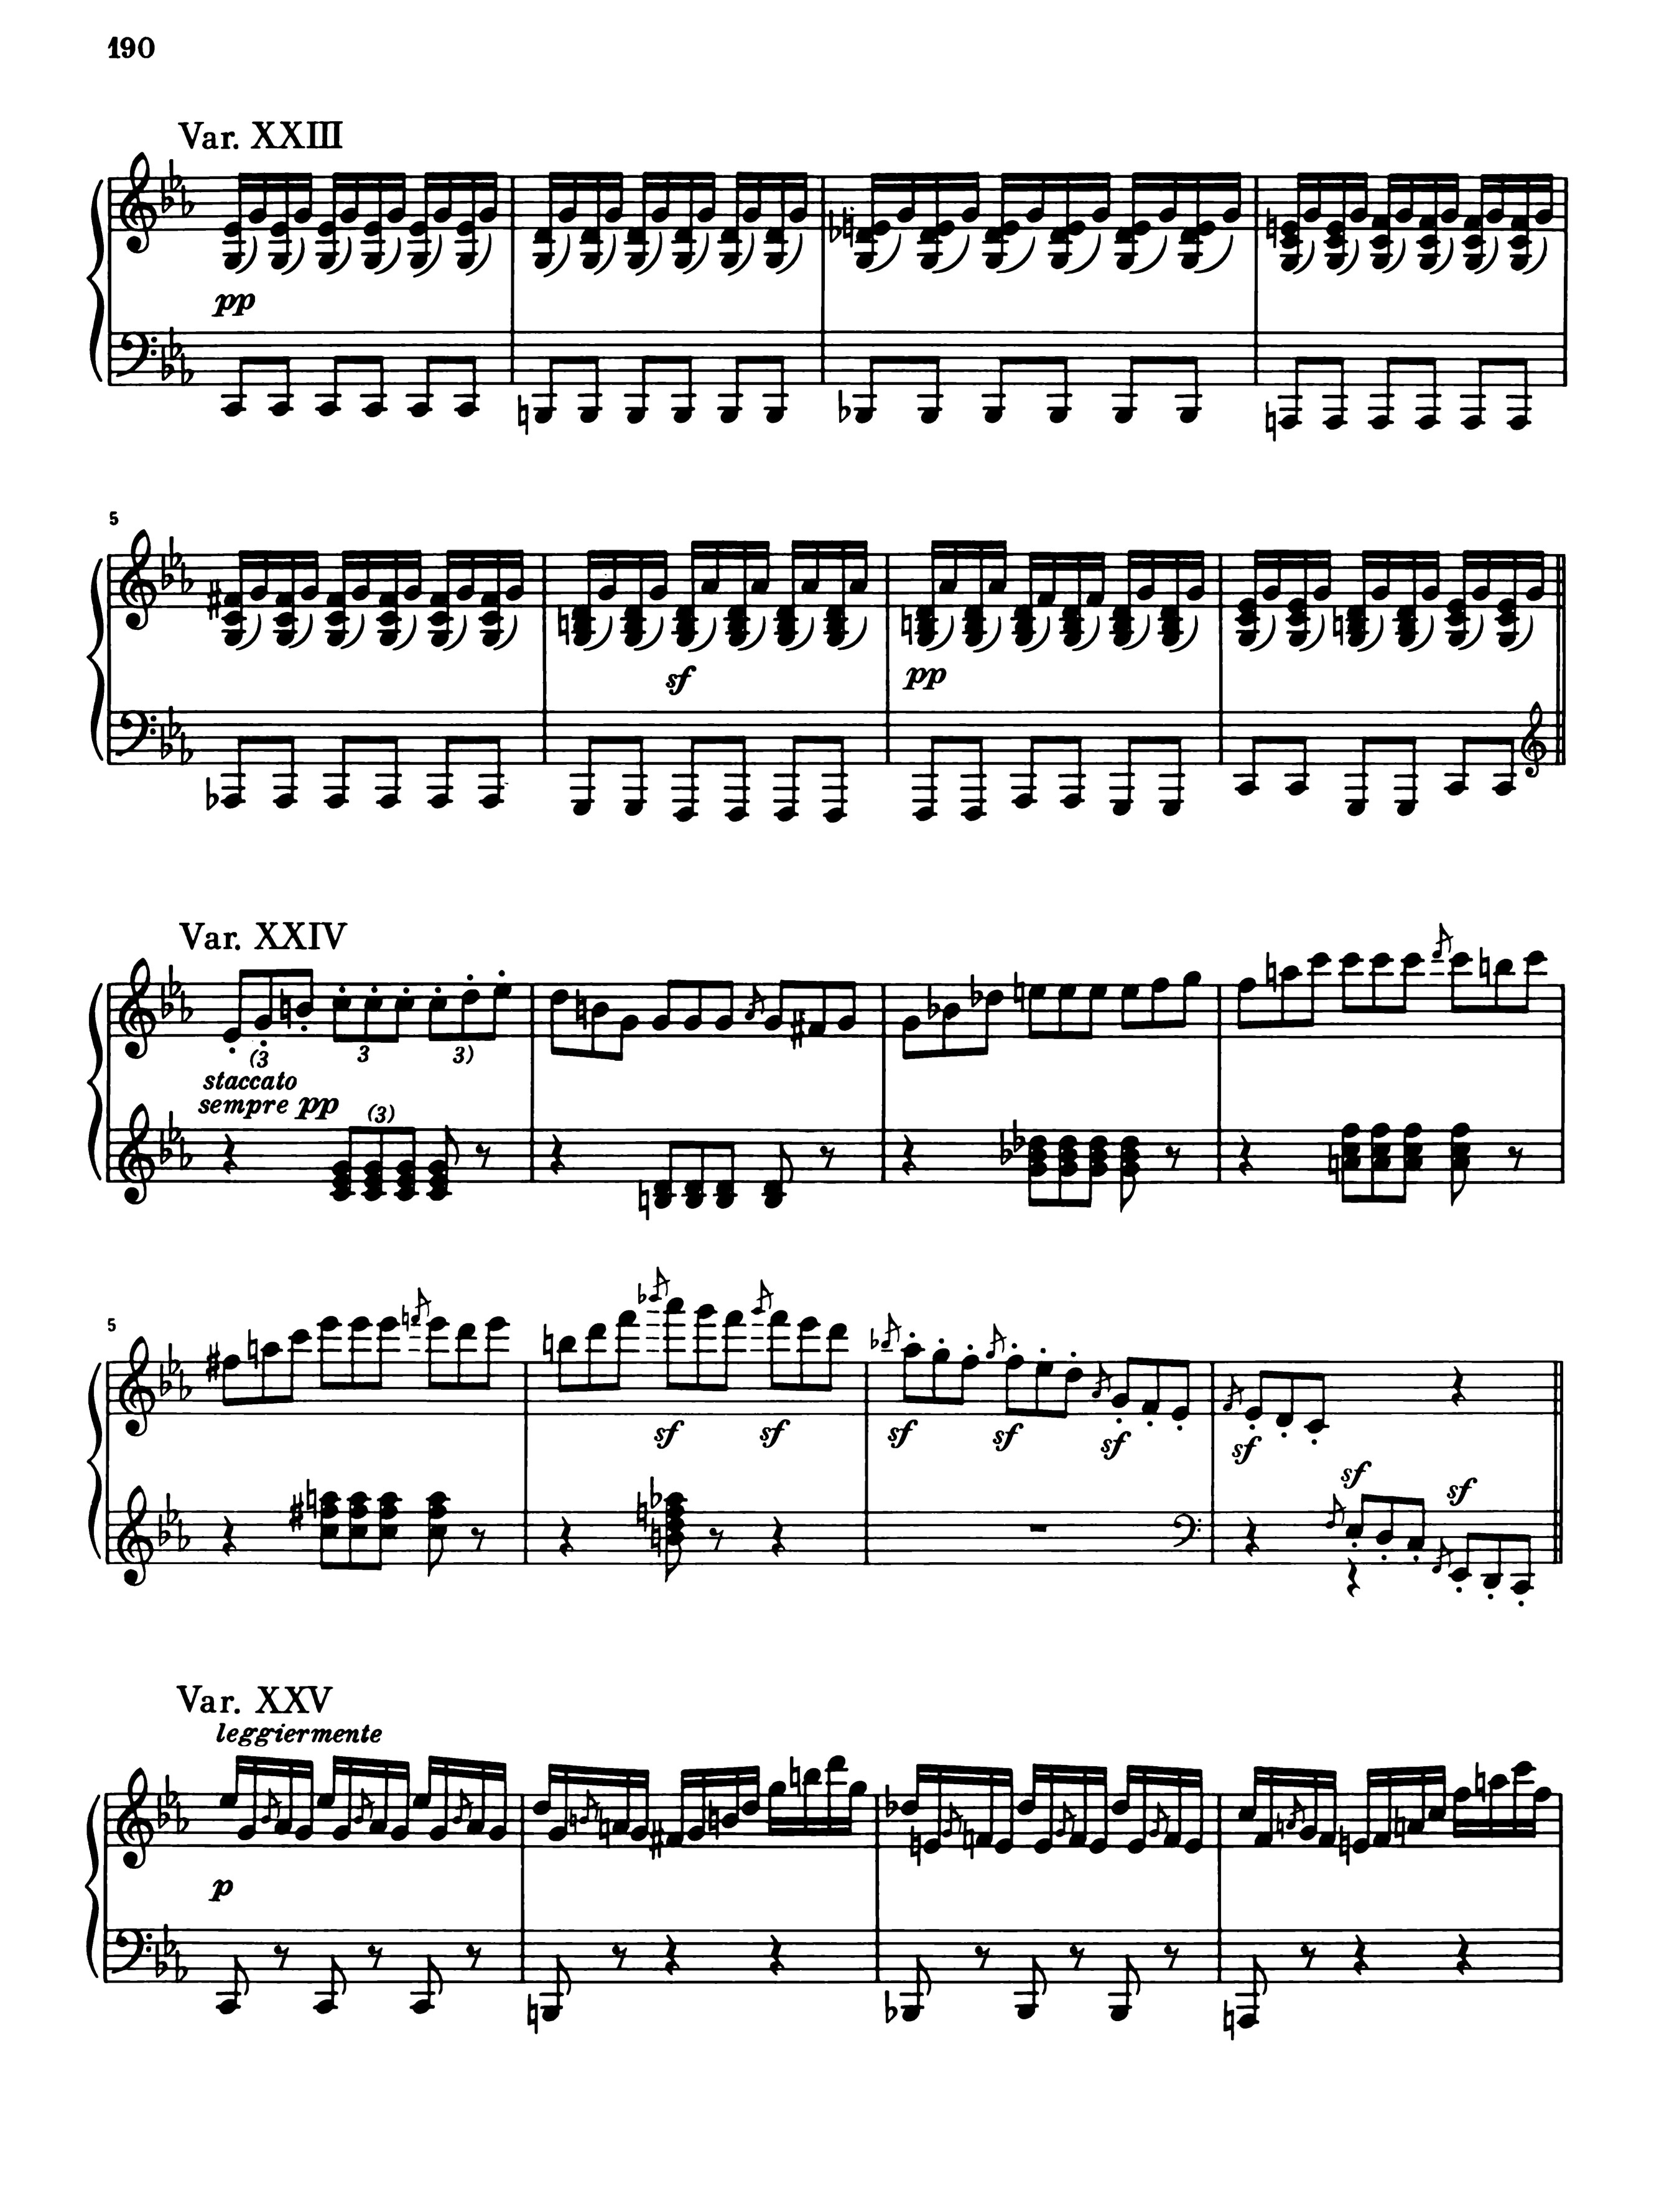 190
Var. XXIII
pp
5
sf
pp
Var. XXIV
(3 3 3)
staccato
sempre pp
(3)
5
sf sf sf sf sf sf
sf sf
Var. XXV
leggiermente
p